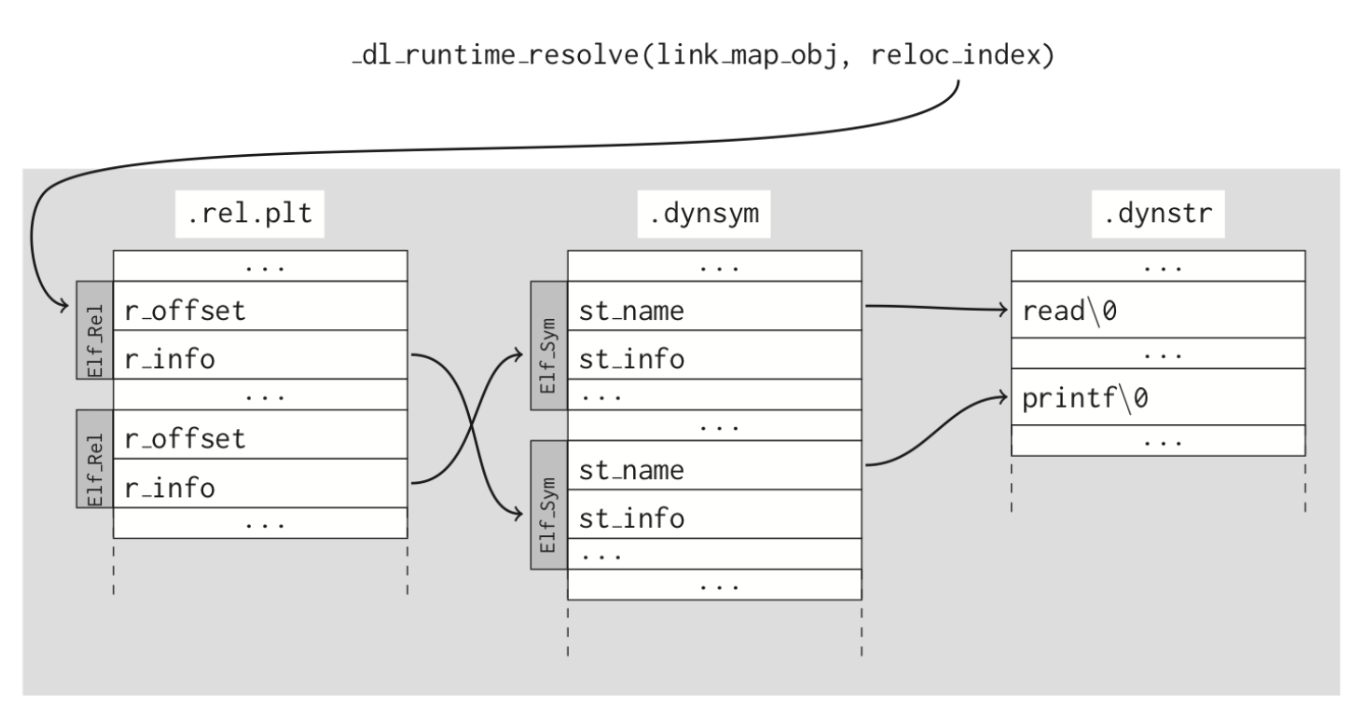 _dl_runtime_resolve(link_map_obj, reloc_index)
.rel.plt
...
Elf_Rel
r_offset
r_info
...
Elf_Rel
r_offset
r_info
...
.dynsym
...
Elf_Sym
st_name
st_info
...
...
Elf_Sym
st_name
st_info
...
...
.dynstr
...
read\0
...
printf\0
...